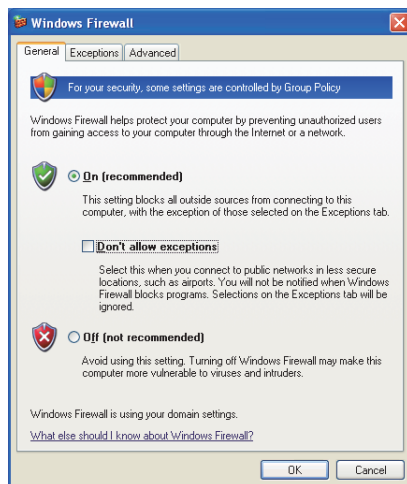 Windows Firewall
General Exceptions Advanced
For your security, some settings are controlled by Group Policy
Windows Firewall helps protect your computer by preventing unauthorized users
from gaining access to your computer through the Internet or a network.
On (recommended)
This setting blocks all outside sources from connecting to this
computer, with the exception of those selected on the Exceptions tab.
Don't allow exceptions
Select this when you connect to public networks in less secure
locations, such as airports. You will not be notified when Windows
Firewall blocks programs. Selections on the Exceptions tab will be
ignored.
Off (not recommended)
Avoid using this setting. Turning off Windows Firewall may make this
computer more vulnerable to viruses and intruders.
Windows Firewall is using your domain settings.
What else should I know about Windows Firewall?
OK Cancel